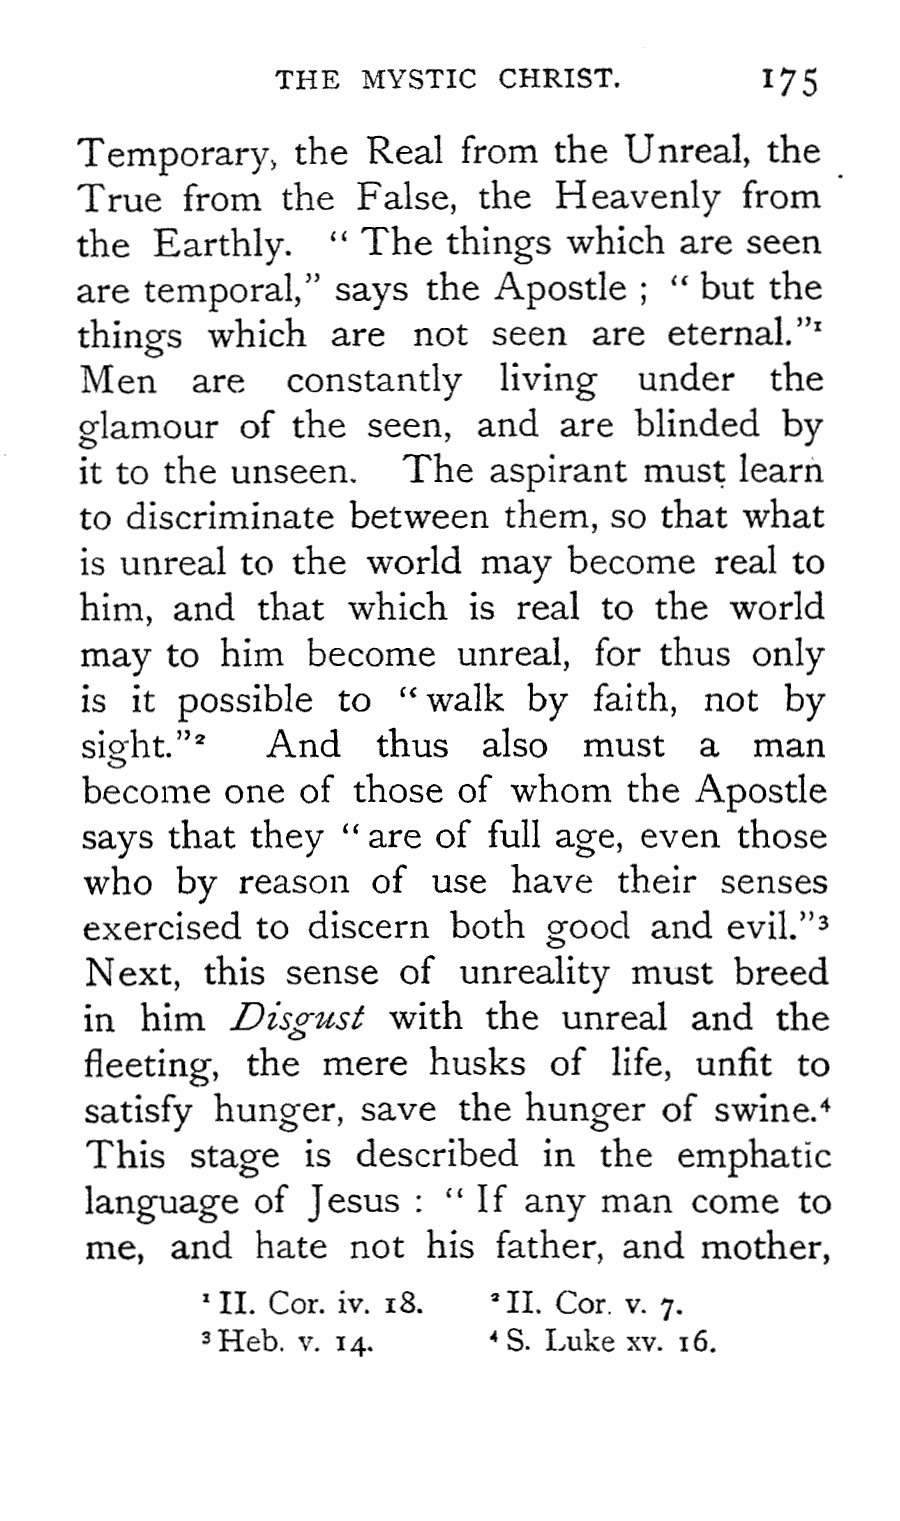 THE MYSTIC CHRIST. 175
Temporary, the Real from the Unreal, the
True from the False, the Heavenly from
the Earthly. “ The things which are seen
are temporal,” says the Apostle ; “ but the
things which are not seen are eternal.”¹
Men are constantly living under the
glamour of the seen, and are blinded by
it to the unseen. The aspirant must learn
to discriminate between them, so that what
is unreal to the world may become real to
him, and that which is real to the world
may to him become unreal, for thus only
is it possible to “ walk by faith, not by
sight.”² And thus also must a man
become one of those of whom the Apostle
says that they “ are of full age, even those
who by reason of use have their senses
exercised to discern both good and evil.”³
Next, this sense of unreality must breed
in him Disgust with the unreal and the
fleeting, the mere husks of life, unfit to
satisfy hunger, save the hunger of swine.⁴
This stage is described in the emphatic
language of Jesus : “ If any man come to
me, and hate not his father, and mother,
¹ II. Cor. iv. 18. ² II. Cor. v. 7.
³ Heb. v. 14. ⁴ S. Luke xv. 16.